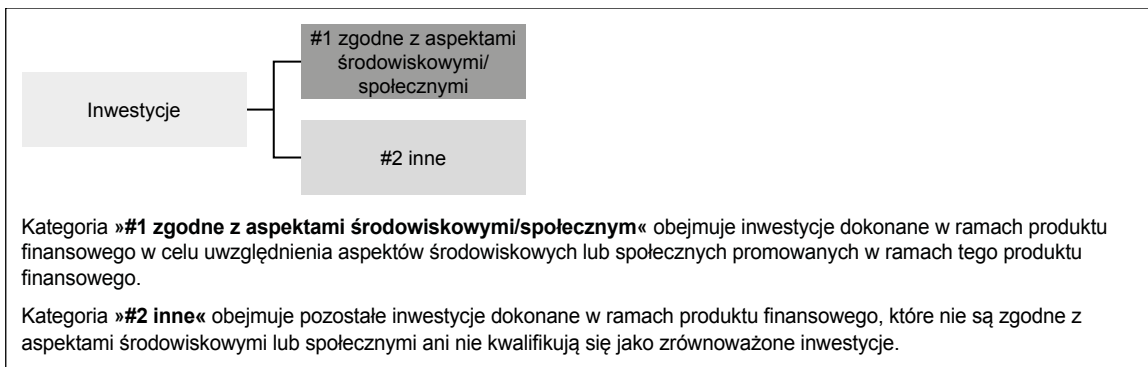 #1 zgodne z aspektami
środowiskowymi/
społecznymi
Inwestycje
#2 inne
Kategoria »#1 zgodne z aspektami środowiskowymi/społecznym« obejmuje inwestycje dokonane w ramach produktu
finansowego w celu uwzględnienia aspektów środowiskowych lub społecznych promowanych w ramach tego produktu
finansowego.
Kategoria »#2 inne« obejmuje pozostałe inwestycje dokonane w ramach produktu finansowego, które nie są zgodne z
aspektami środowiskowymi lub społecznymi ani nie kwalifikują się jako zrównoważone inwestycje.